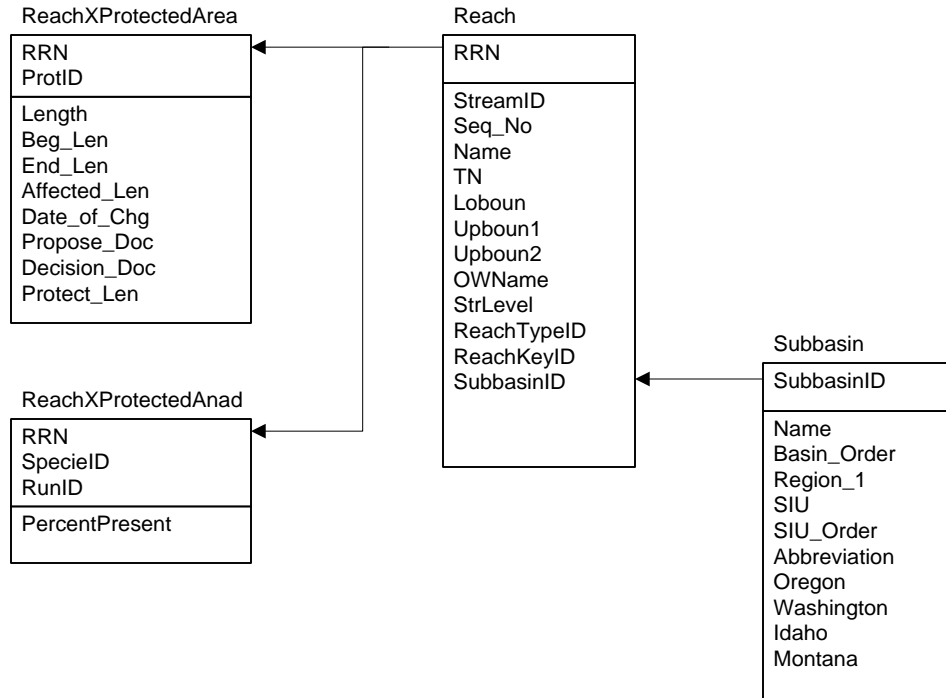 ReachXProtectedArea
RRN
ProtID
Length
Beg_Len
End_Len
Affected_Len
Date_of_Chg
Propose_Doc
Decision_Doc
Protect_Len
ReachXProtectedAnad
RRN
SpecieID
RunID
PercentPresent
Reach
RRN
StreamID
Seq_No
Name
TN
Loboun
Upboun1
Upboun2
OWName
StrLevel
ReachTypeID
ReachKeyID
SubbasinID
Subbasin
SubbasinID
Name
Basin_Order
Region_1
SIU
SIU_Order
Abbreviation
Oregon
Washington
Idaho
Montana